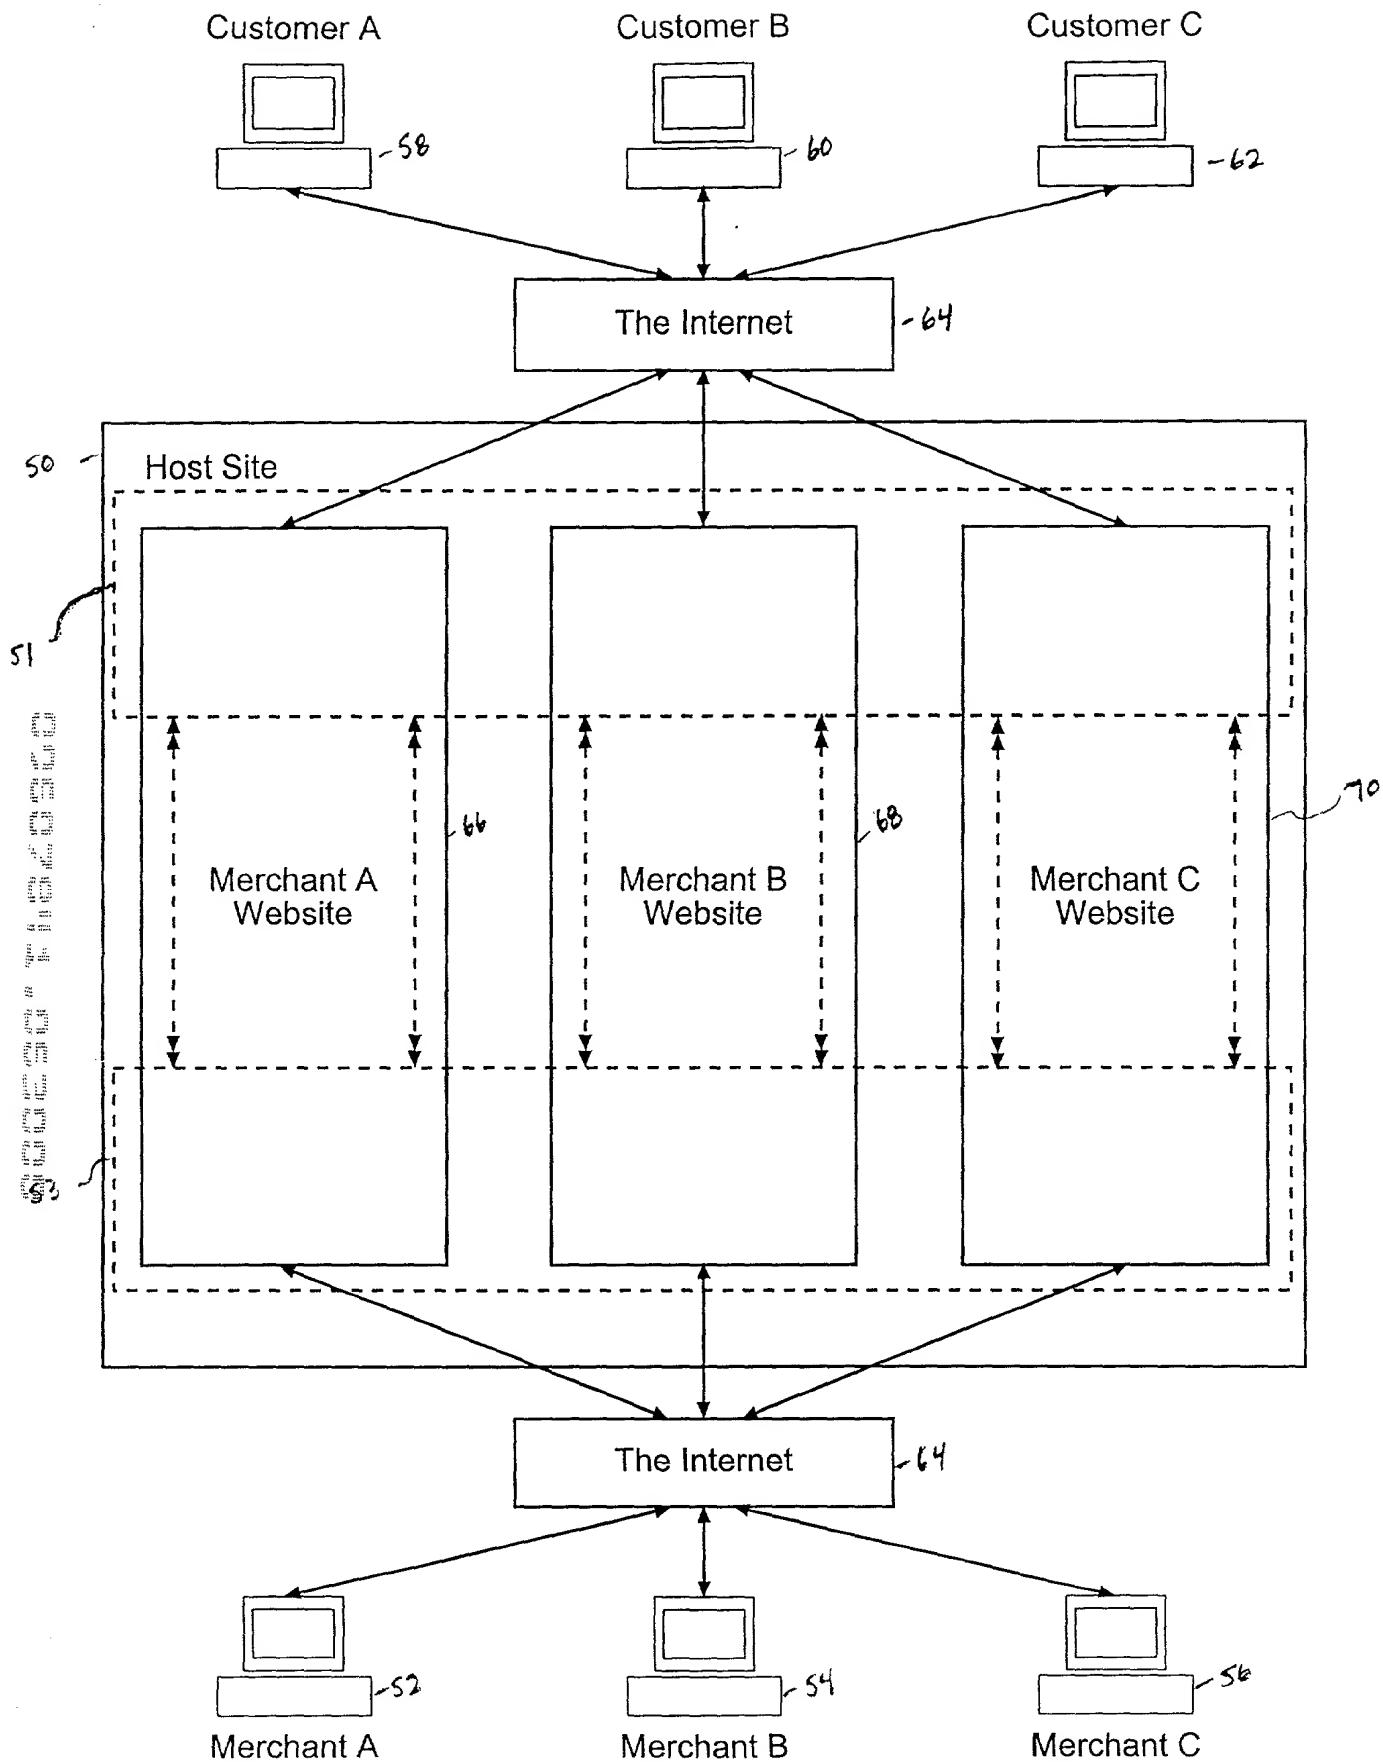 Customer A
Customer B
Customer C
58
60
62
The Internet
64
50
Host Site
51
66
68
70
Merchant A
Website
Merchant B
Website
Merchant C
Website
53
The Internet
64
52
54
56
Merchant A
Merchant B
Merchant C